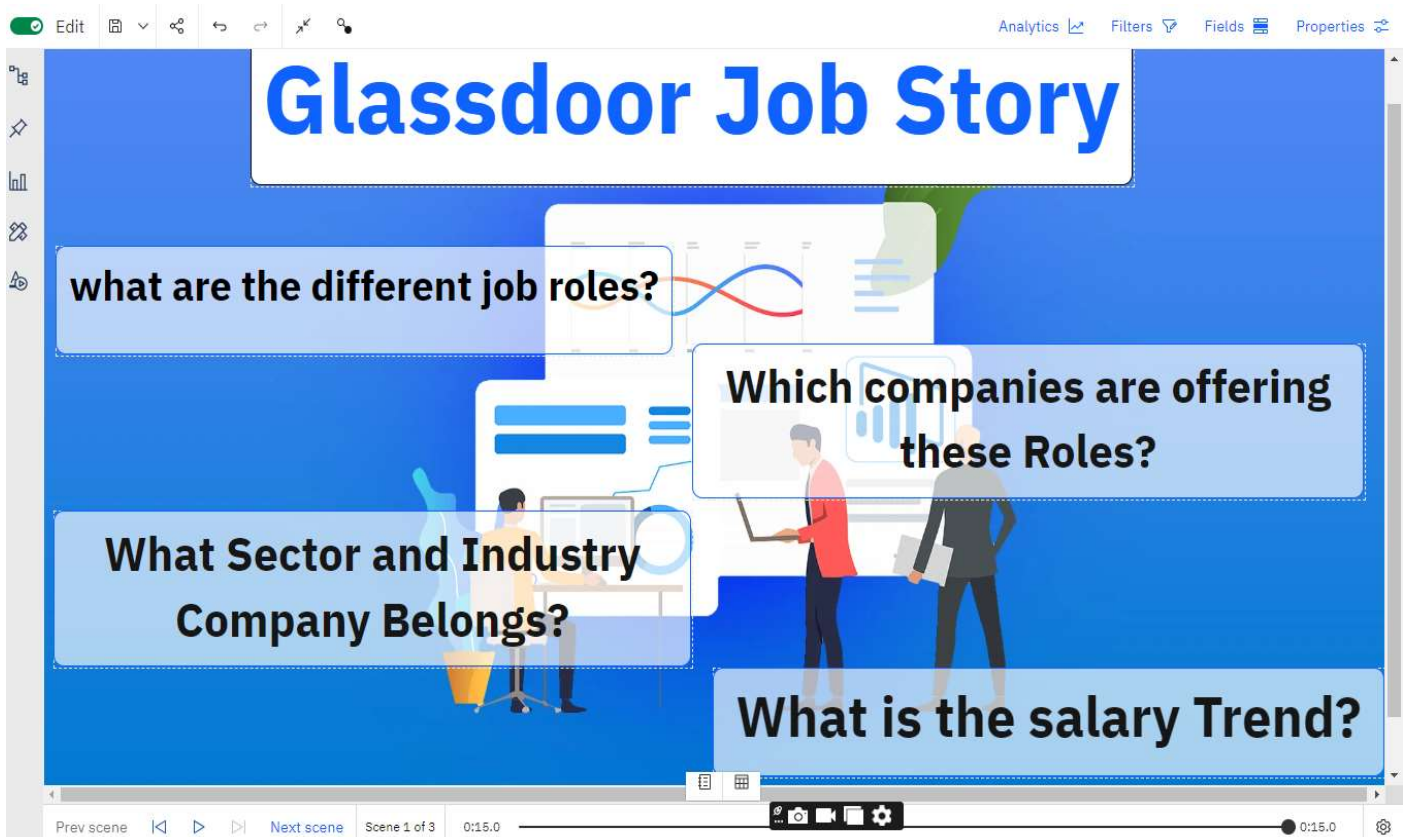 Edit
Analytics
Filters
Fields
Properties
Glassdoor Job Story
what are the different job roles?
Which companies are offering
these Roles?
What Sector and Industry
Company Belongs?
What is the salary Trend?
Prev scene
Next scene
Scene 1 of 3
0:15.0
0:15.0